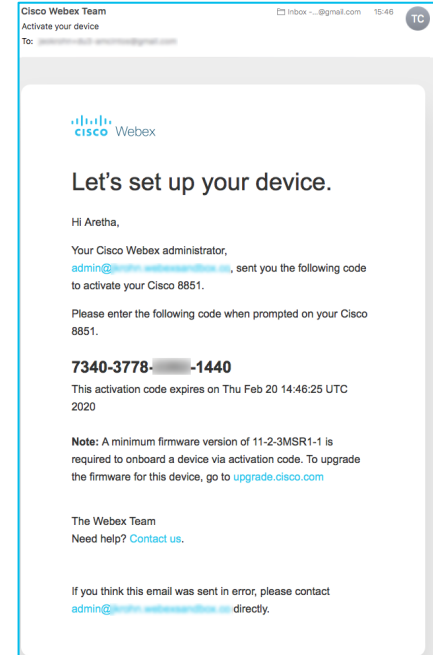 Cisco Webex Team
Inbox - ...@gmail.com 15:46
TC
Activate your device
To:
CISCO Webex
Let's set up your device.
Hi Aretha,
Your Cisco Webex administrator,
admin@, sent you the following code
to activate your Cisco 8851.
Please enter the following code when prompted on your Cisco
8851.
7340-3778- -1440
This activation code expires on Thu Feb 20 14:46:25 UTC
2020
Note: A minimum firmware version of 11-2-3MSR1-1 is
required to onboard a device via activation code. To upgrade
the firmware for this device, go to upgrade.cisco.com
The Webex Team
Need help? Contact us.
If you think this email was sent in error, please contact
admin@ directly.